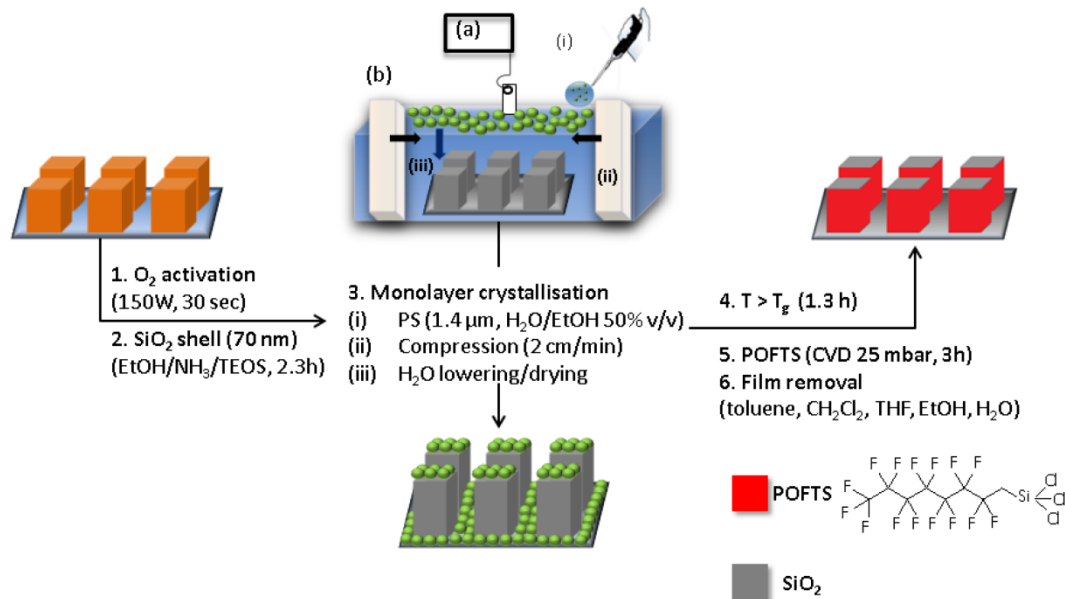 (a)
(i)
(b)
(iii)
(ii)
1. O₂ activation
(150W, 30 sec)
2. SiO₂ shell (70 nm)
(EtOH/NH₃/TEOS, 2.3h)
3. Monolayer crystallisation
(i) PS (1.4 µm, H₂O/EtOH 50% v/v)
(ii) Compression (2 cm/min)
(iii) H₂O lowering/drying
4. T > Tg (1.3 h)
5. POFTS (CVD 25 mbar, 3h)
6. Film removal
(toluene, CH₂Cl₂, THF, EtOH, H₂O)
POFTS
F F F F F F
F
F
F
F F F F F F
Si
Cl
Cl
Cl
SiO₂